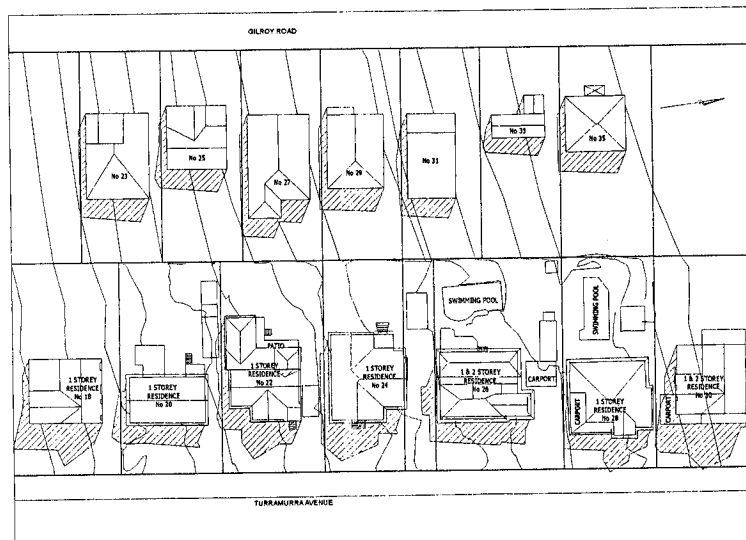 GILROY ROAD
No 23
No 25
No 27
No 29
No 31
No 33
No 35
SWIMMING POOL
SWIMMING POOL
PATIO
1 STOREY
RESIDENCE
No 18
1 STOREY
RESIDENCE
No 20
1 STOREY
RESIDENCE
No 22
1 STOREY
RESIDENCE
No 24
1 & 2 STOREY
RESIDENCE
No 26
CARPORT
CARPORT
1 STOREY
RESIDENCE
No 28
CARPORT
1 & 2 STOREY
RESIDENCE
No 30
TURRAMURRA AVENUE